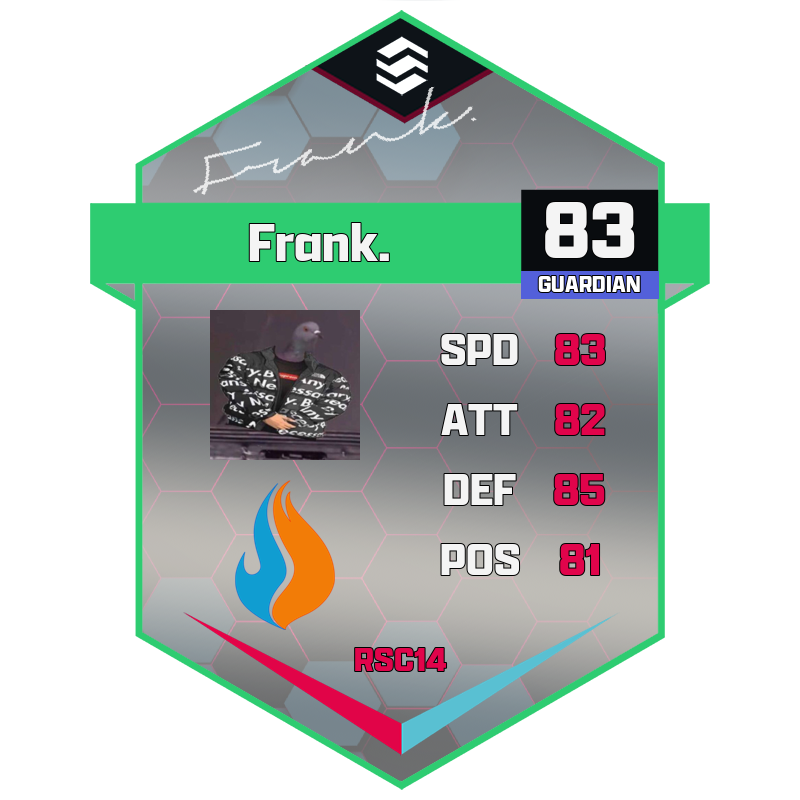 Frank.
Frank.
83
GUARDIAN
SPD 83
ATT 82
DEF 85
POS 81
RSC14